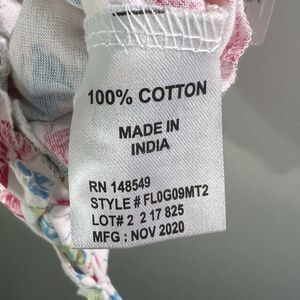 100% COTTON
MADE IN
INDIA
RN 148549
STYLE # FL0G09MT2
LOT# 2 2 17 825
MFG : NOV 2020